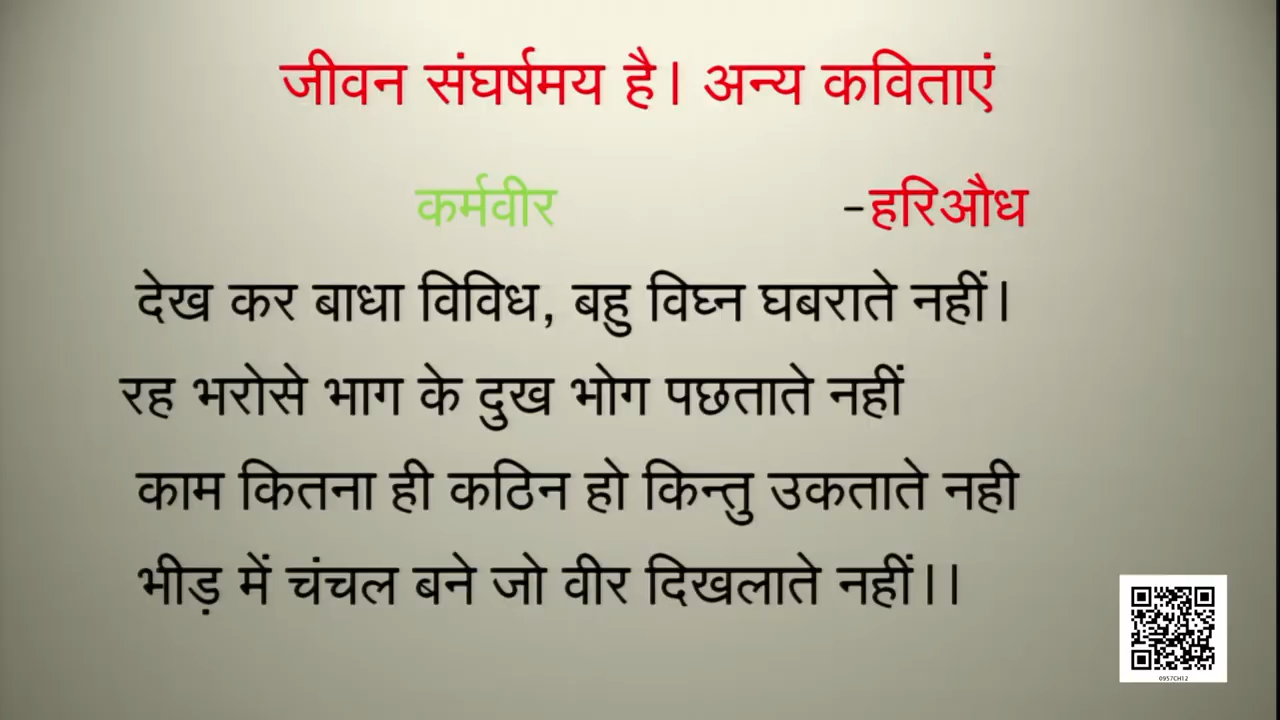 जीवन संघर्षमय है। अन्य कविताएं
कर्मवीर -हरिऔध
देख कर बाधा विविध, बहु विघ्न घबराते नहीं।
रह भरोसे भाग के दुख भोग पछताते नहीं
काम कितना ही कठिन हो किन्तु उकताते नही
भीड़ में चंचल बने जो वीर दिखलाते नहीं।।
0957CH12